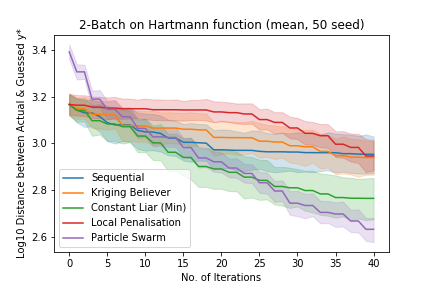 2-Batch on Hartmann function (mean, 50 seed)
Log10 Distance between Actual & Guessed y*
3.4
3.2
3.0
2.8
2.6
Sequential
Kriging Believer
Constant Liar (Min)
Local Penalisation
Particle Swarm
0 5 10 15 20 25 30 35 40
No. of Iterations